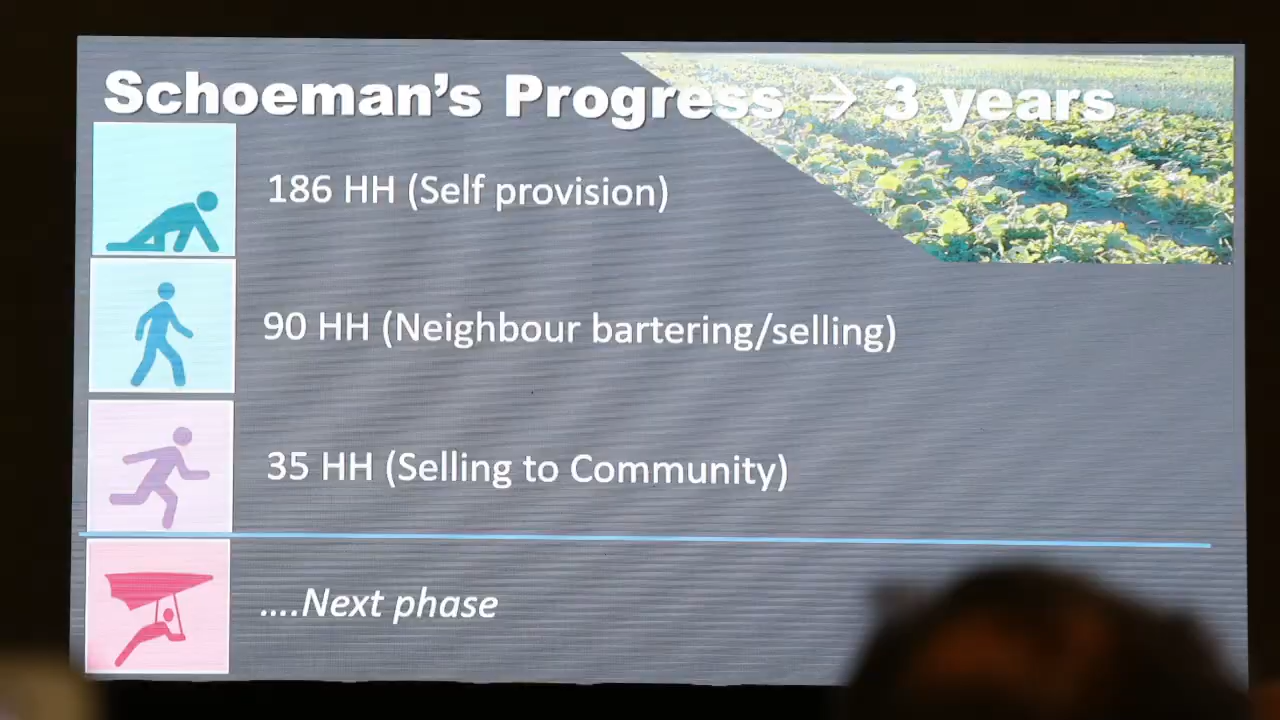 Schoeman's Progress → 3 years
186 HH (Self provision)
90 HH (Neighbour bartering/selling)
35 HH (Selling to Community)
....Next phase